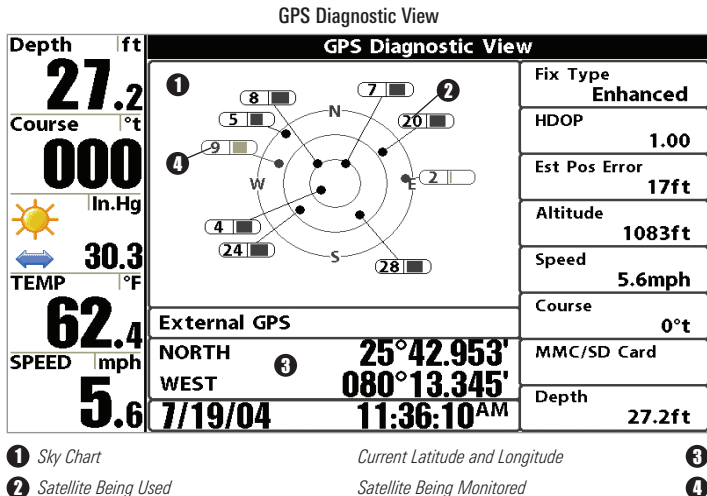 GPS Diagnostic View
Depth ft
27.2
Course °t
000
In.Hg
30.3
TEMP °F
62.4
SPEED mph
5.6
GPS Diagnostic View
1
2
4
N
W
E
S
8
7
5
20
9
2
4
24
28
External GPS
NORTH 25°42.953'
3
WEST 080°13.345'
7/19/04 11:36:10AM
Fix Type
Enhanced
HDOP
1.00
Est Pos Error
17ft
Altitude
1083ft
Speed
5.6mph
Course
0°t
MMC/SD Card
Depth
27.2ft
1 Sky Chart
Current Latitude and Longitude 3
2 Satellite Being Used
Satellite Being Monitored 4